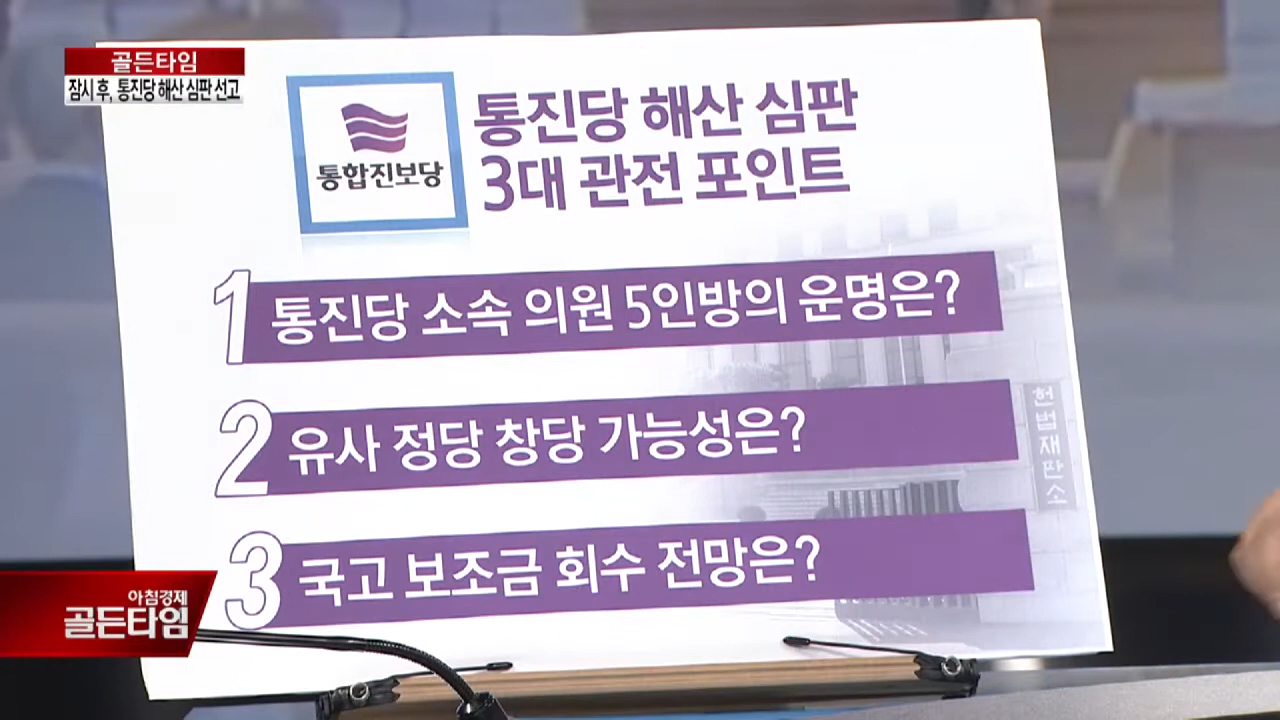 골든타임
잠시 후, 통진당 해산 심판 선고
통합진보당
통진당 해산 심판
3대 관전 포인트
1 통진당 소속 의원 5인방의 운명은?
2 유사 정당 창당 가능성은?
3 국고 보조금 회수 전망은?
헌법재판소
아침경제
골든타임